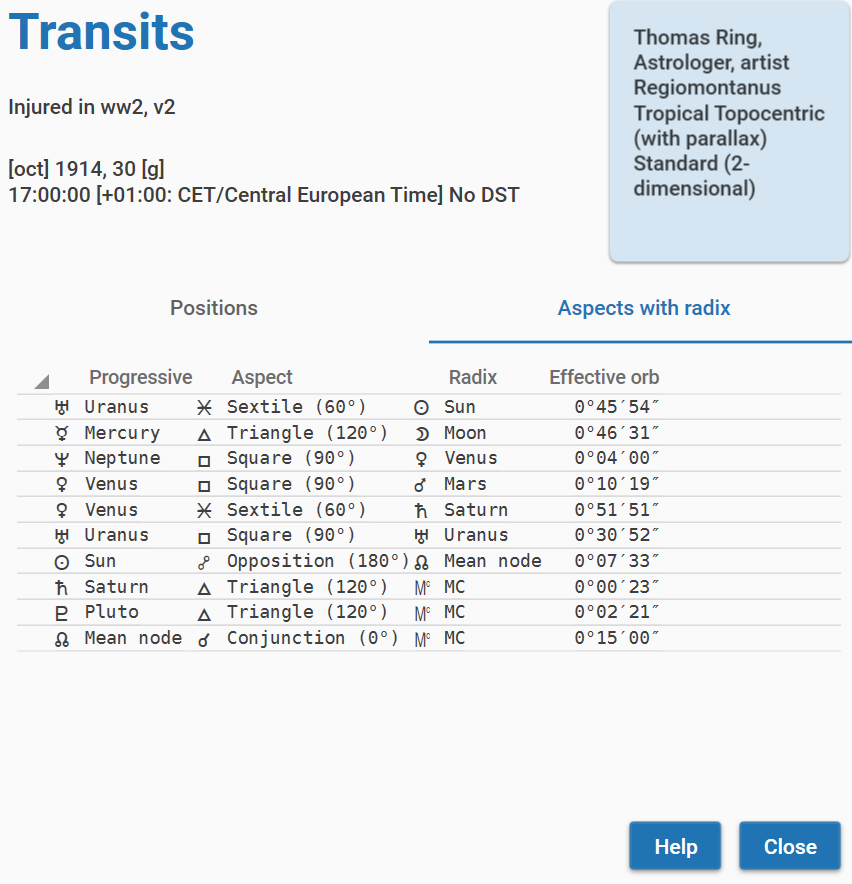 Transits
Injured in ww2, v2
[oct] 1914, 30 [g]
17:00:00 [+01:00: CET/Central European Time] No DST
Thomas Ring,
Astrologer, artist
Regiomontanus
Tropical Topocentric
(with parallax)
Standard (2-
dimensional)
Positions Aspects with radix
Progressive Aspect Radix Effective orb
♅ Uranus ⚹ Sextile (60°) ☉ Sun 0°45′54″
☿ Mercury △ Triangle (120°) ☽ Moon 0°46′31″
♆ Neptune □ Square (90°) ♀ Venus 0°04′00″
♀ Venus □ Square (90°) ♂ Mars 0°10′19″
♀ Venus ⚹ Sextile (60°) ♄ Saturn 0°51′51″
♅ Uranus □ Square (90°) ♅ Uranus 0°30′52″
☉ Sun ☍ Opposition (180°) ☊ Mean node 0°07′33″
♄ Saturn △ Triangle (120°) Mc MC 0°00′23″
♇ Pluto △ Triangle (120°) Mc MC 0°02′21″
☊ Mean node ☌ Conjunction (0°) Mc MC 0°15′00″
Help Close